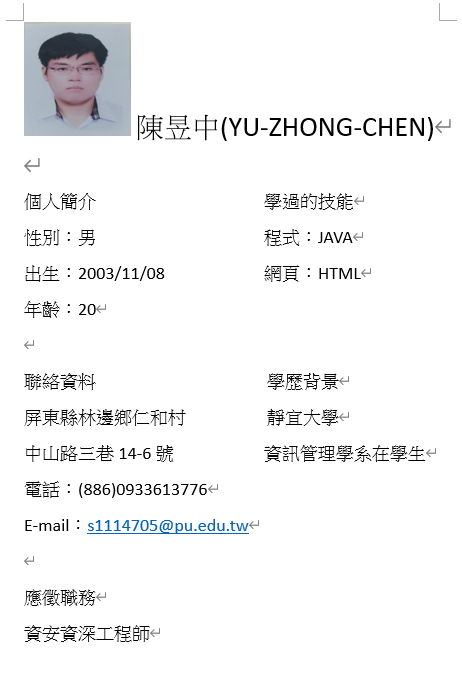 陳昱中(YU-ZHONG-CHEN)
個人簡介 學過的技能
性別：男 程式：JAVA
出生：2003/11/08 網頁：HTML
年齡：20
聯絡資料 學歷背景
屏東縣林邊鄉仁和村 靜宜大學
中山路三巷 14-6 號 資訊管理學系在學生
電話：(886)0933613776
E-mail：s1114705@pu.edu.tw
應徵職務
資安資深工程師